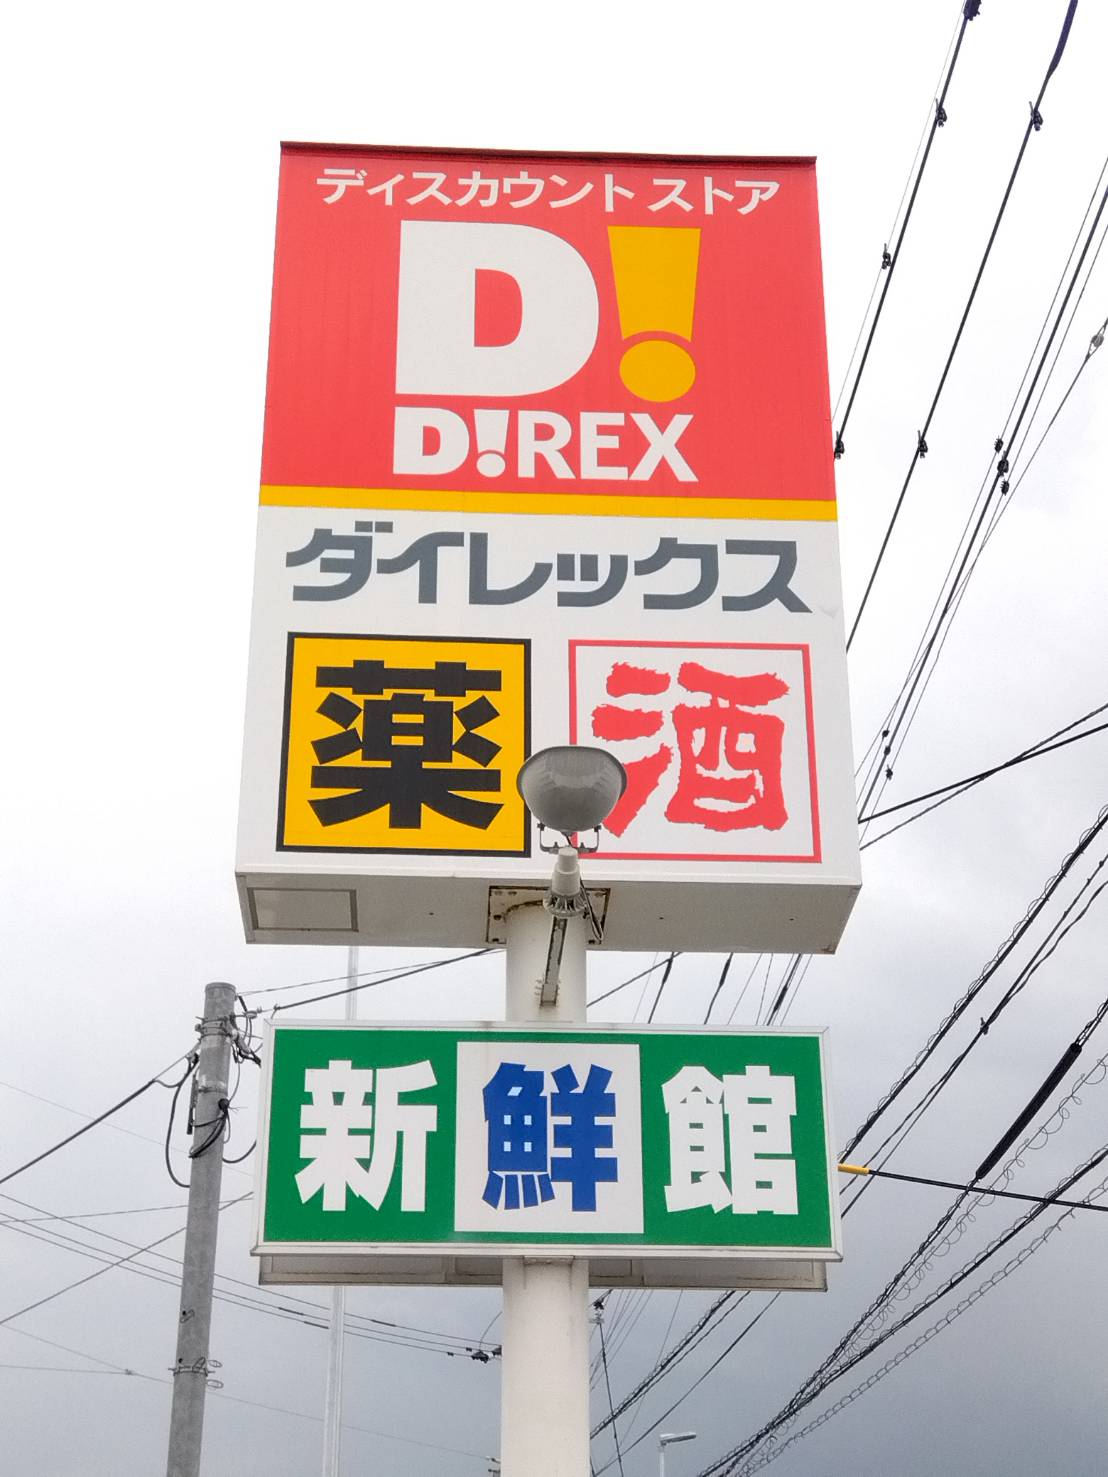 ディスカウント ストア
D!
D!REX
ダイレックス
薬 酒
新鮮館